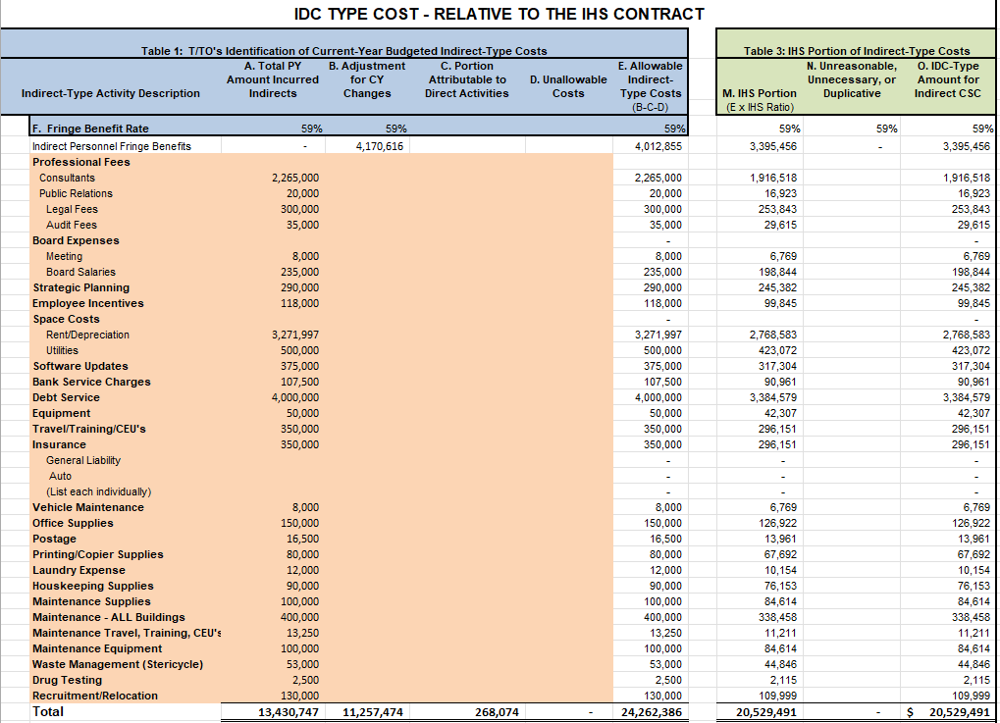 IDC TYPE COST - RELATIVE TO THE IHS CONTRACT
Table 1: T/TO's Identification of Current-Year Budgeted Indirect-Type Costs Table 3: IHS Portion of Indirect-Type Costs
A. Total PY B. Adjustment C. Portion E. Allowable N. Unreasonable, O. IDC-Type
Amount Incurred for CY Attributable to D. Unallowable Indirect- Unnecessary, or Amount for
Indirect-Type Activity Description Indirects Changes Direct Activities Costs Type Costs M. IHS Portion Duplicative Indirect CSC
(B-C-D) (E x IHS Ratio)
F. Fringe Benefit Rate 59% 59% 59% 59% 59% 59%
Indirect Personnel Fringe Benefits - 4,170,616 4,012,855 3,395,456 - 3,395,456
Professional Fees
Consultants 2,265,000 2,265,000 1,916,518 1,916,518
Public Relations 20,000 20,000 16,923 16,923
Legal Fees 300,000 300,000 253,843 253,843
Audit Fees 35,000 35,000 29,615 29,615
Board Expenses - -
Meeting 8,000 8,000 6,769 6,769
Board Salaries 235,000 235,000 198,844 198,844
Strategic Planning 290,000 290,000 245,382 245,382
Employee Incentives 118,000 118,000 99,845 99,845
Space Costs - -
Rent/Depreciation 3,271,997 3,271,997 2,768,583 2,768,583
Utilities 500,000 500,000 423,072 423,072
Software Updates 375,000 375,000 317,304 317,304
Bank Service Charges 107,500 107,500 90,961 90,961
Debt Service 4,000,000 4,000,000 3,384,579 3,384,579
Equipment 50,000 50,000 42,307 42,307
Travel/Training/CEU's 350,000 350,000 296,151 296,151
Insurance 350,000 350,000 296,151 296,151
General Liability - - -
Auto - - -
(List each individually) - - -
Vehicle Maintenance 8,000 8,000 6,769 6,769
Office Supplies 150,000 150,000 126,922 126,922
Postage 16,500 16,500 13,961 13,961
Printing/Copier Supplies 80,000 80,000 67,692 67,692
Laundry Expense 12,000 12,000 10,154 10,154
Houskeeping Supplies 90,000 90,000 76,153 76,153
Maintenance Supplies 100,000 100,000 84,614 84,614
Maintenance - ALL Buildings 400,000 400,000 338,458 338,458
Maintenance Travel, Training, CEU's 13,250 13,250 11,211 11,211
Maintenance Equipment 100,000 100,000 84,614 84,614
Waste Management (Stericycle) 53,000 53,000 44,846 44,846
Drug Testing 2,500 2,500 2,115 2,115
Recruitment/Relocation 130,000 130,000 109,999 109,999
Total 13,430,747 11,257,474 268,074 - 24,262,386 20,529,491 - $ 20,529,491